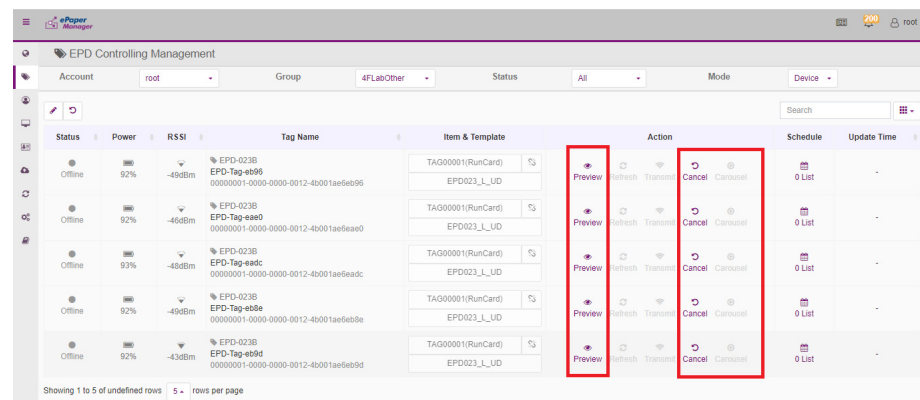 ePaper
Manager
200
root
EPD Controlling Management
Account root Group 4FLabOther Status All Mode Device
Search
Status Power RSSI Tag Name Item & Template Action Schedule Update Time
EPD-023B TAG00001(RunCard)
Offline 92% -49dBm EPD-Tag-eb96 Preview Refresh Transmit Cancel Carousel 0 List -
00000001-0000-0000-0012-4b001ae6eb96 EPD023_L_UD
EPD-023B TAG00001(RunCard)
Offline 92% -46dBm EPD-Tag-eae0 Preview Refresh Transmit Cancel Carousel 0 List -
00000001-0000-0000-0012-4b001ae6eae0 EPD023_L_UD
EPD-023B TAG00001(RunCard)
Offline 93% -48dBm EPD-Tag-eadc Preview Refresh Transmit Cancel Carousel 0 List -
00000001-0000-0000-0012-4b001ae6eadc EPD023_L_UD
EPD-023B TAG00001(RunCard)
Offline 92% -49dBm EPD-Tag-eb8e Preview Refresh Transmit Cancel Carousel 0 List -
00000001-0000-0000-0012-4b001ae6eb8e EPD023_L_UD
EPD-023B TAG00001(RunCard)
Offline 92% -43dBm EPD-Tag-eb9d Preview Refresh Transmit Cancel Carousel 0 List -
00000001-0000-0000-0012-4b001ae6eb9d EPD023_L_UD
Showing 1 to 5 of undefined rows 5 rows per page